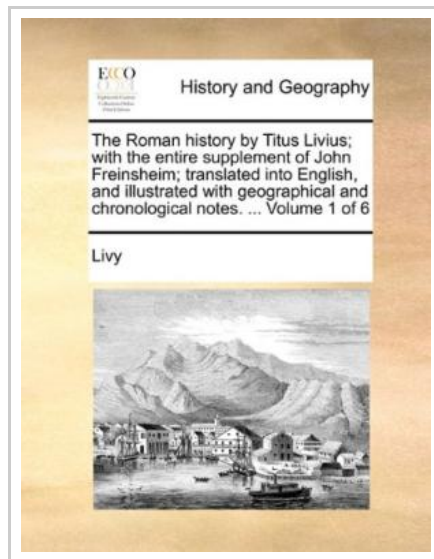 ECCO
History and Geography
The Roman history by Titus Livius;
with the entire supplement of John
Freinsheim; translated into English,
and illustrated with geographical and
chronological notes. ... Volume 1 of 6
Livy